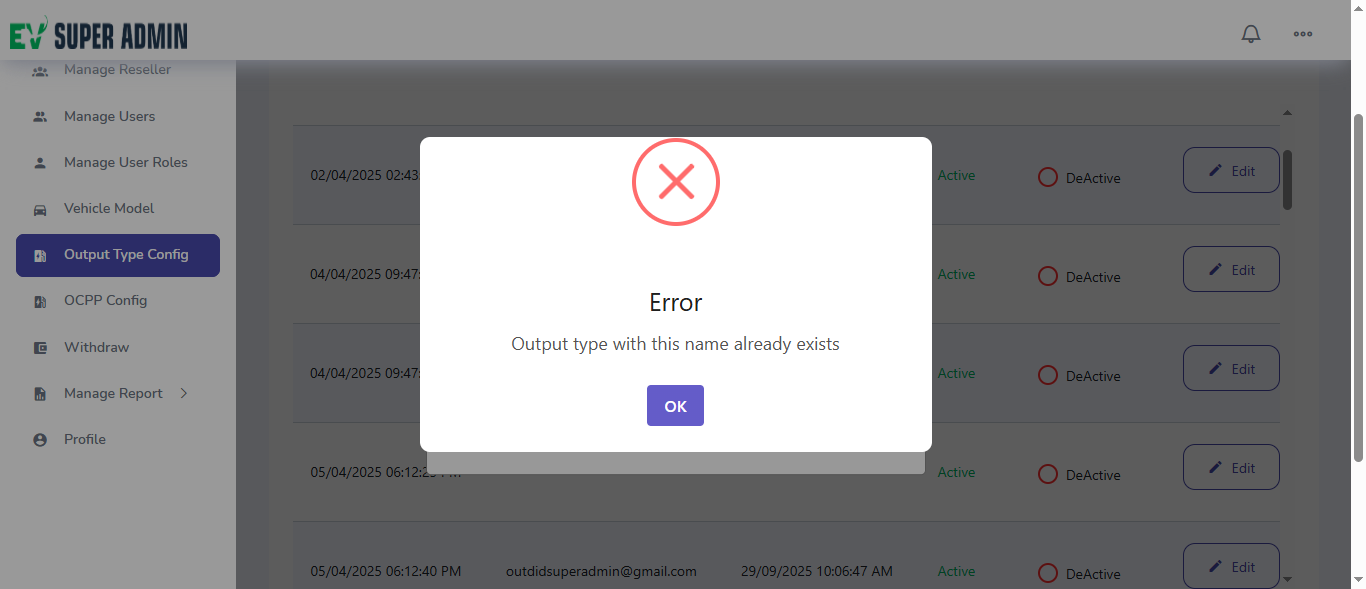 EV SUPER ADMIN
Manage Reseller
Manage Users
Manage User Roles
Vehicle Model
Output Type Config
OCPP Config
Withdraw
Manage Report
Profile
02/04/2025 02:43: Active DeActive Edit
04/04/2025 09:47: Active DeActive Edit
04/04/2025 09:47: Active DeActive Edit
05/04/2025 06:12:2 Active DeActive Edit
05/04/2025 06:12:40 PM outdidsuperadmin@gmail.com 29/09/2025 10:06:47 AM Active DeActive Edit
Error
Output type with this name already exists
OK